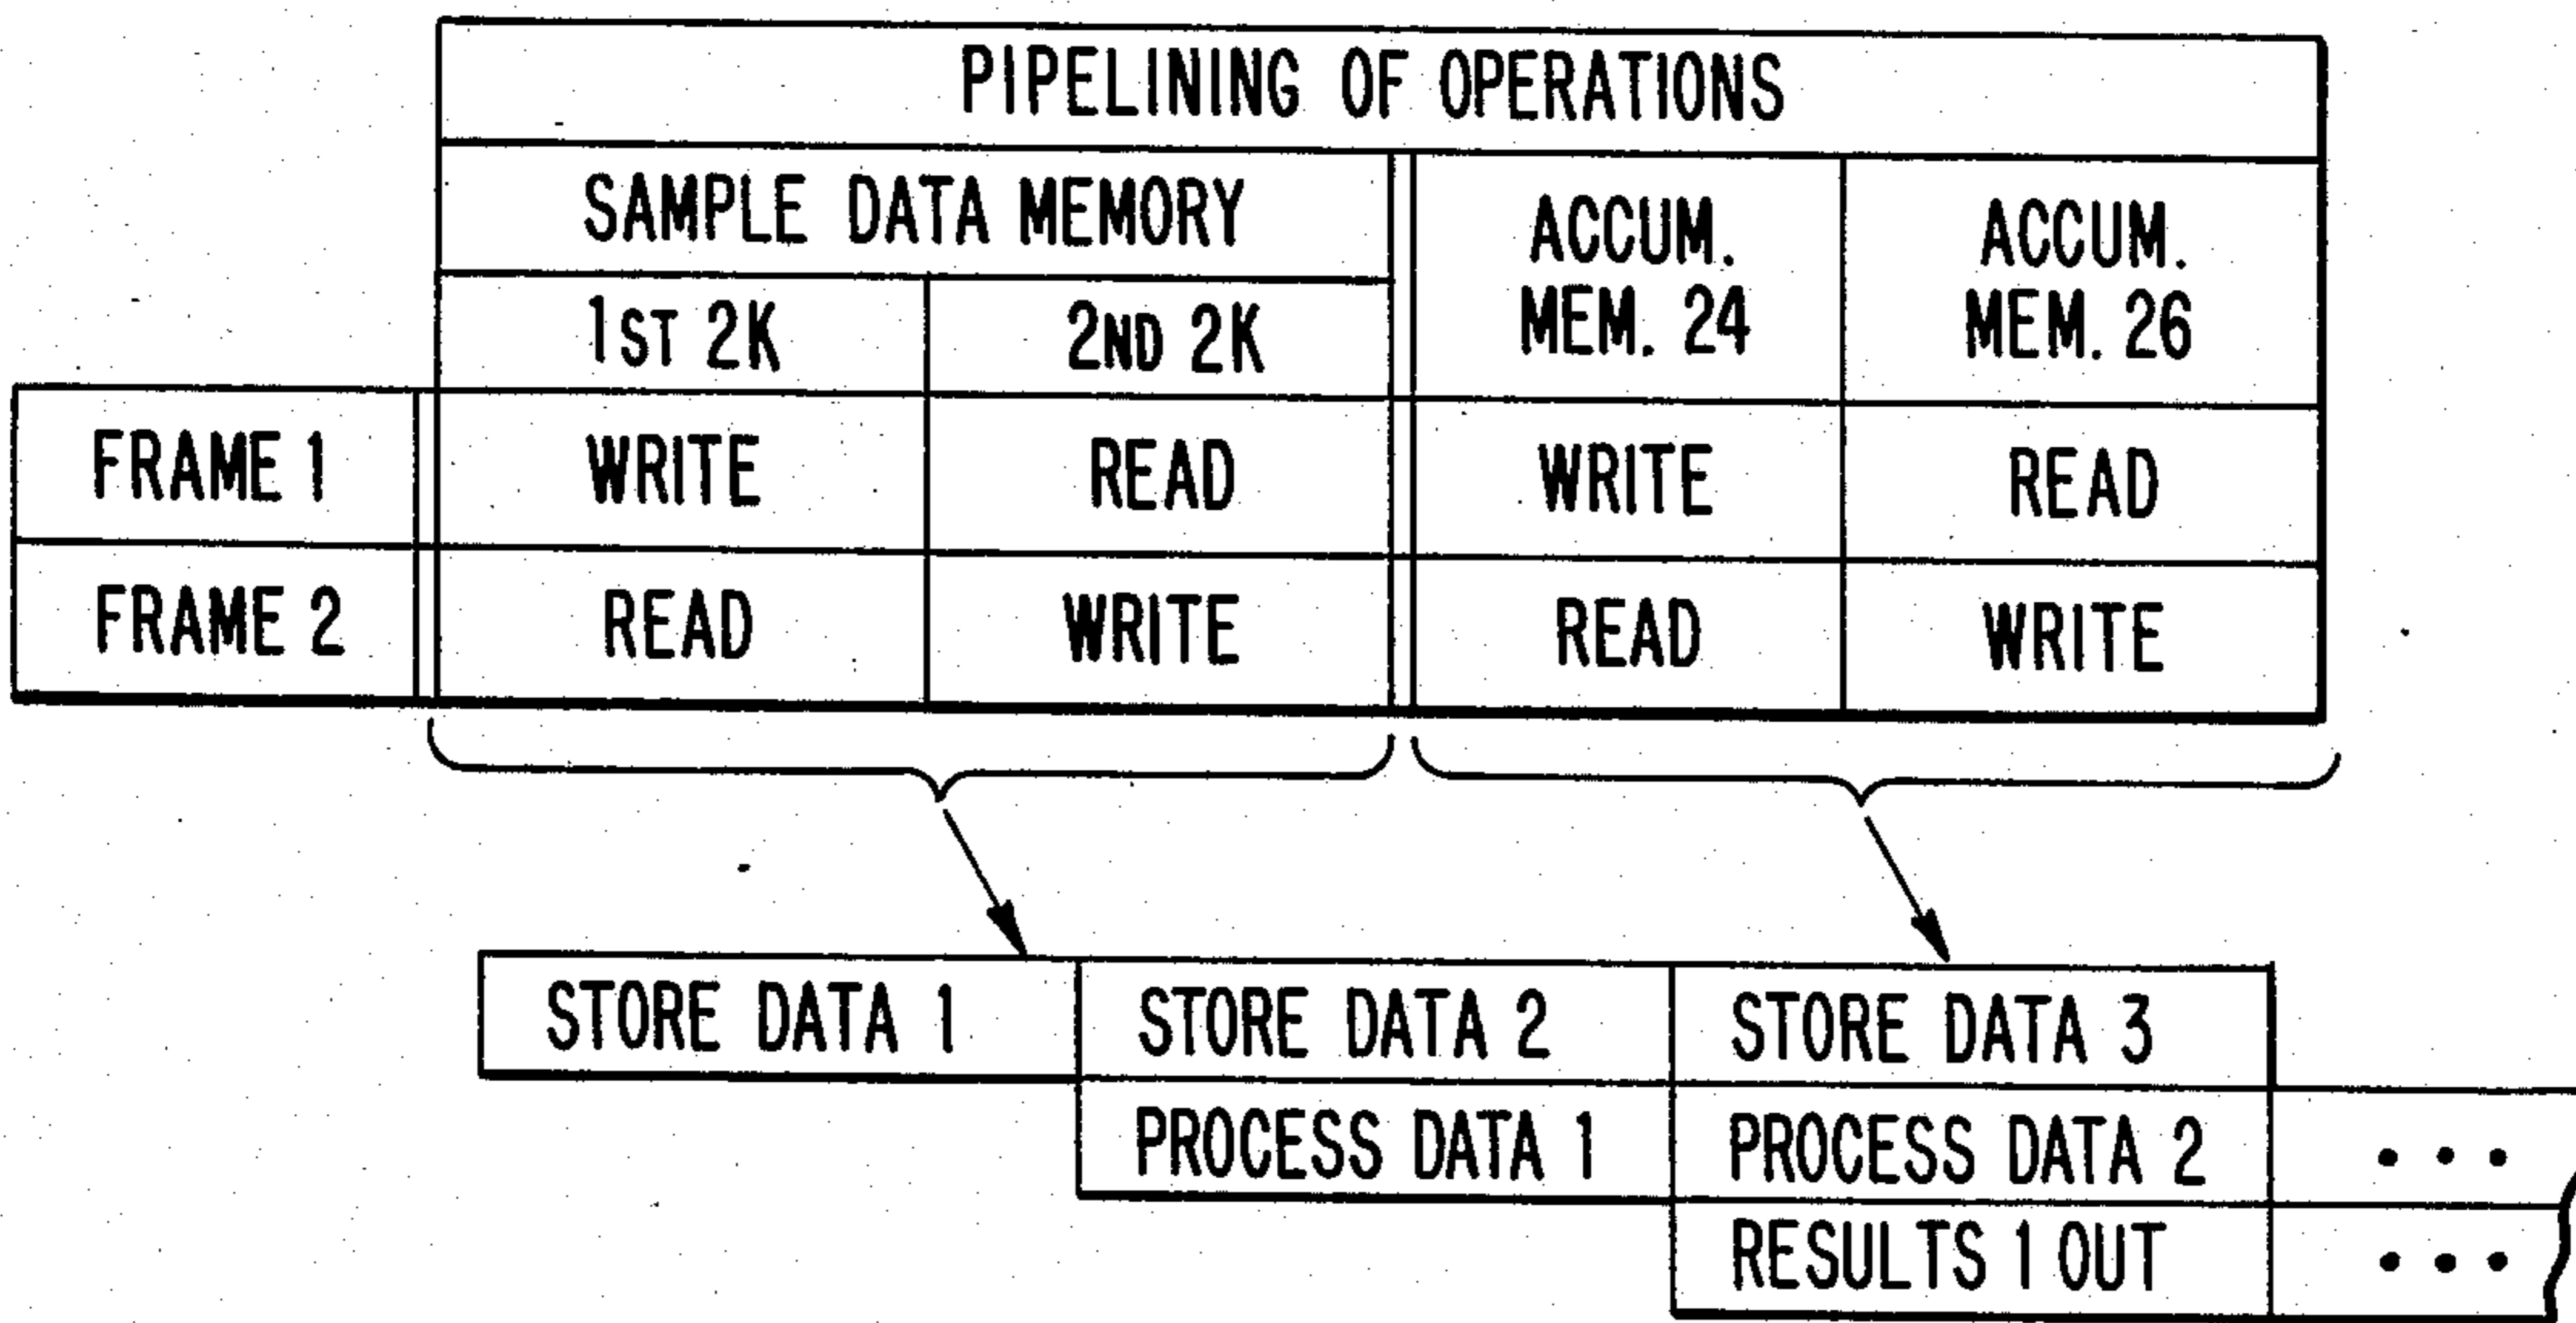 PIPELINING OF OPERATIONS
SAMPLE DATA MEMORY
ACCUM. MEM. 24
ACCUM. MEM. 26
1ST 2K
2ND 2K
FRAME 1 WRITE READ WRITE READ
FRAME 2 READ WRITE READ WRITE
STORE DATA 1 STORE DATA 2 STORE DATA 3
PROCESS DATA 1 PROCESS DATA 2 • • •
RESULTS 1 OUT • • •